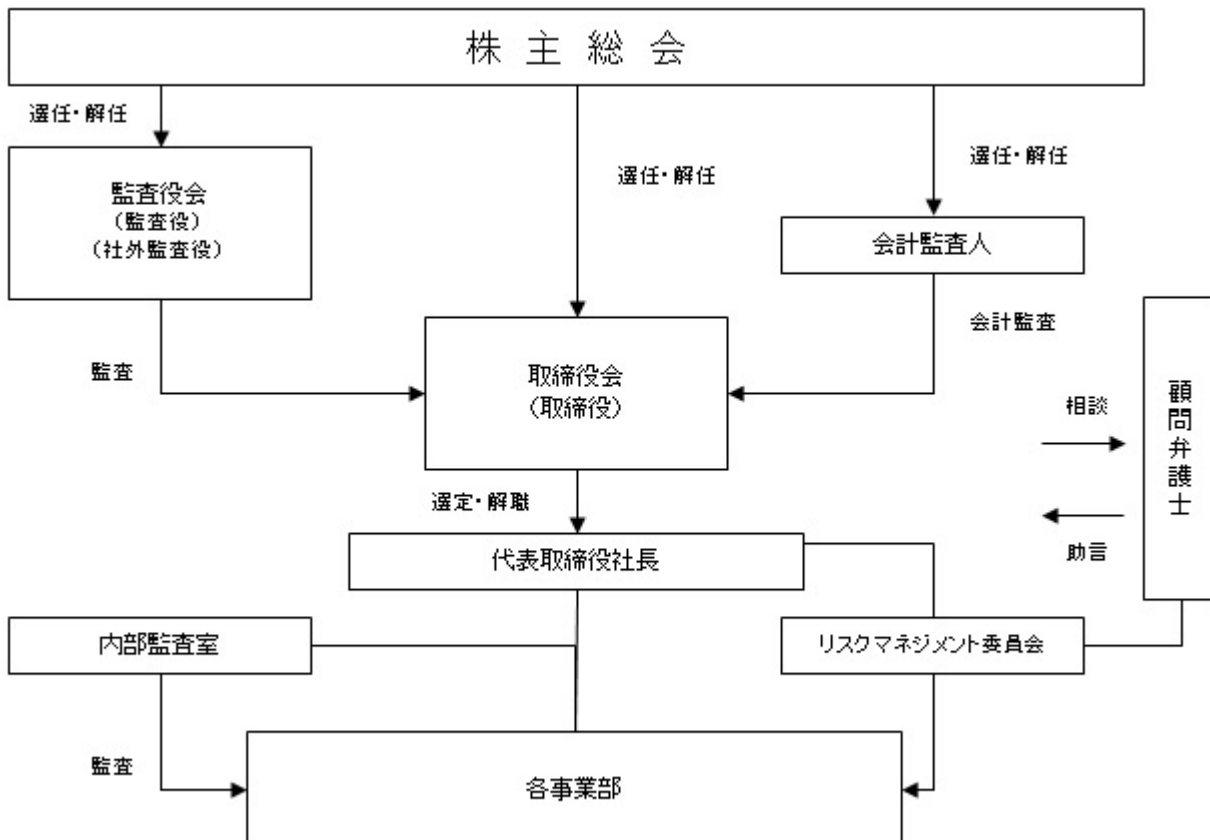 株主総会
選任・解任
選任・解任
選任・解任
監査役会
(監査役)
(社外監査役)
会計監査人
監査
会計監査
取締役会
(取締役)
相談
顧問弁護士
助言
選定・解職
代表取締役社長
内部監査室
リスクマネジメント委員会
監査
各事業部